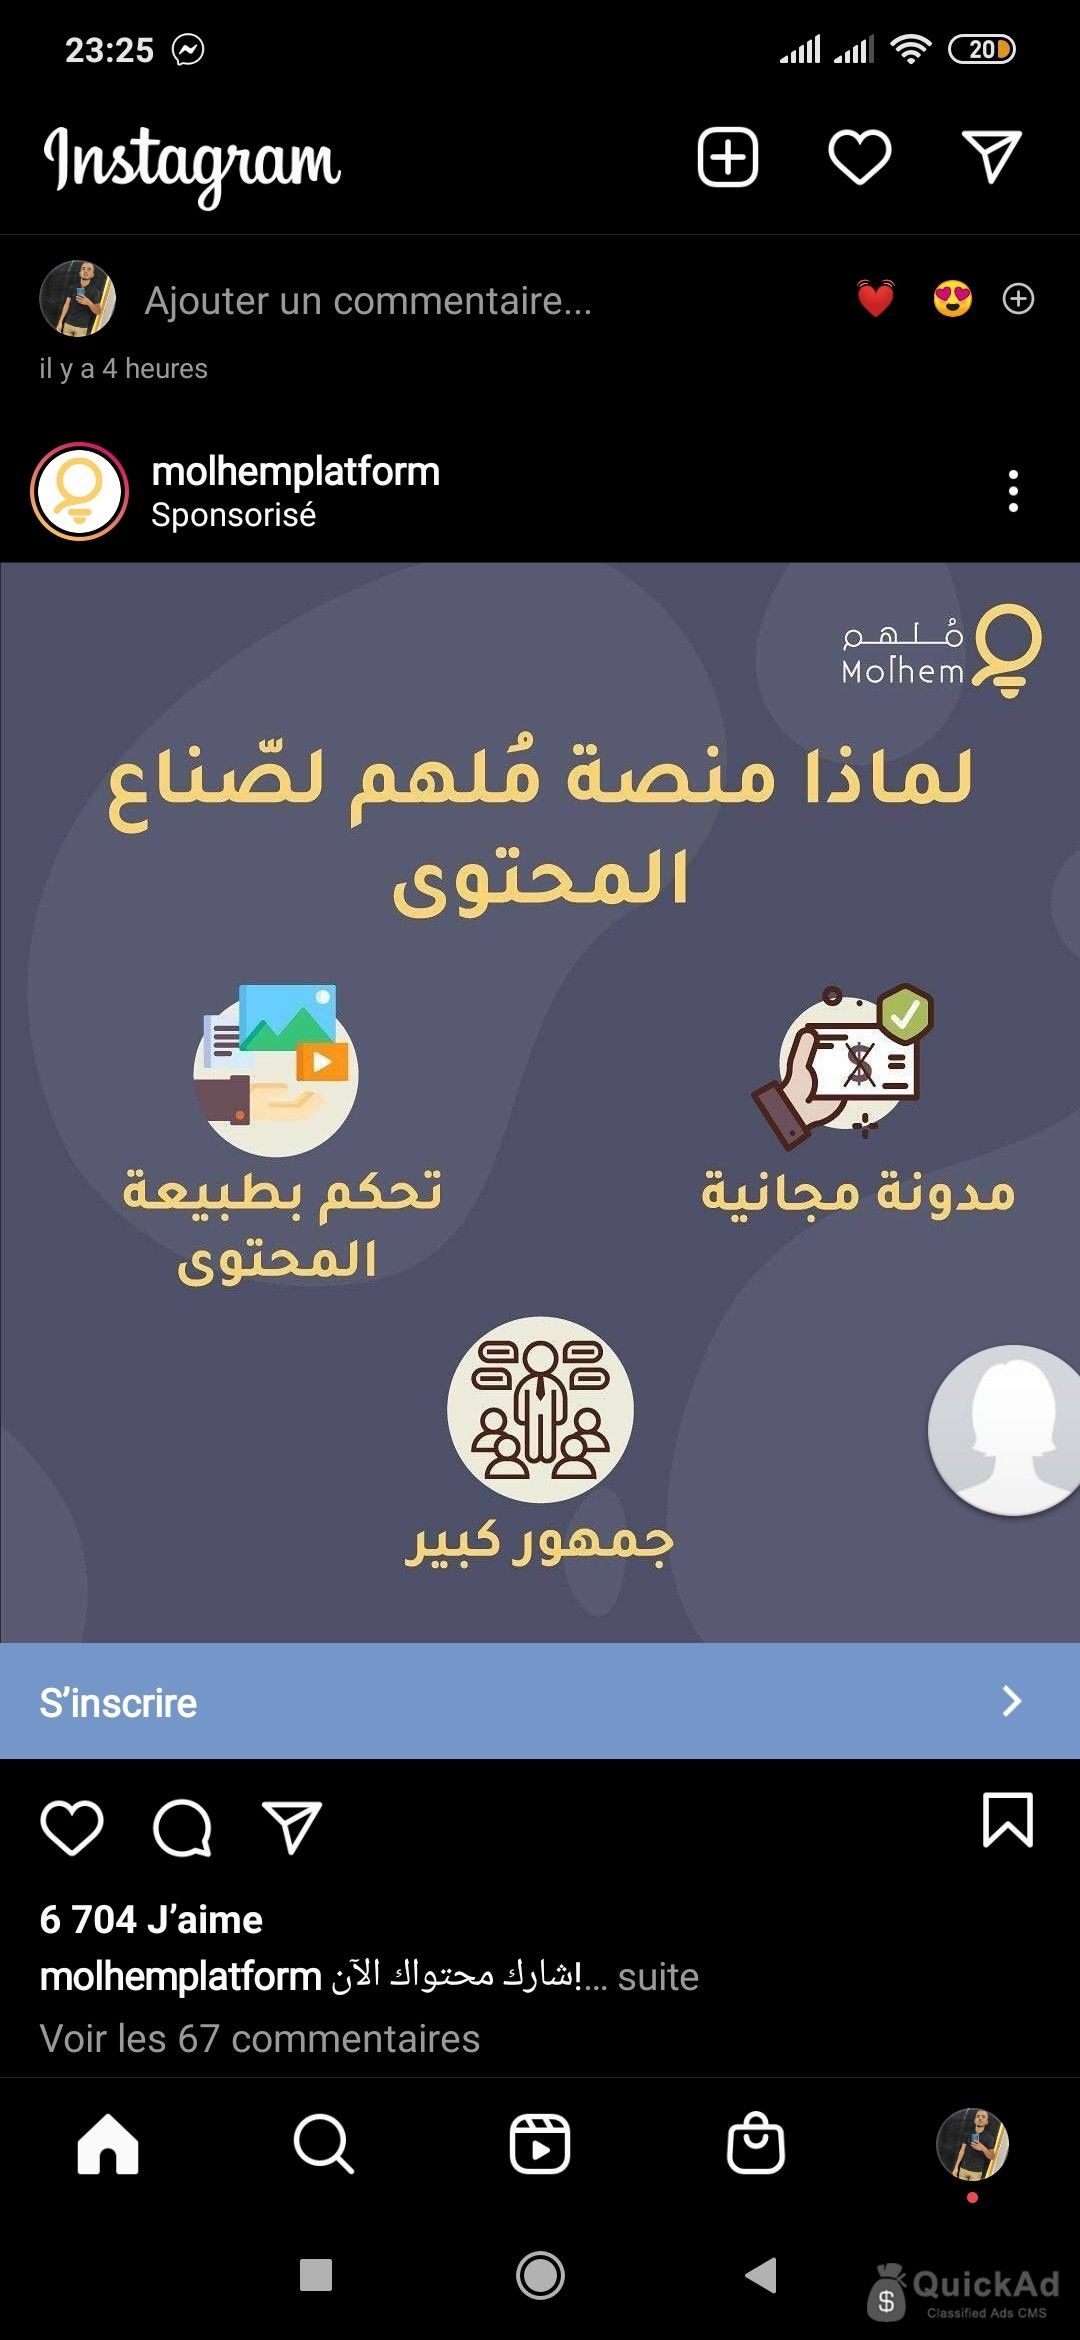 23:25
20
Instagram
Ajouter un commentaire...
il y a 4 heures
molhemplatform
Sponsorisé
مُلهم
Molhem
لماذا منصة مُلهم لصّناع
المحتوى
مدونة مجانية
تحكم بطبيعة
المحتوى
جمهور كبير
S’inscrire
6 704 J’aime
molhemplatform شارك محتواك الآن!... suite
Voir les 67 commentaires
QuickAd
Classified Ads CMS